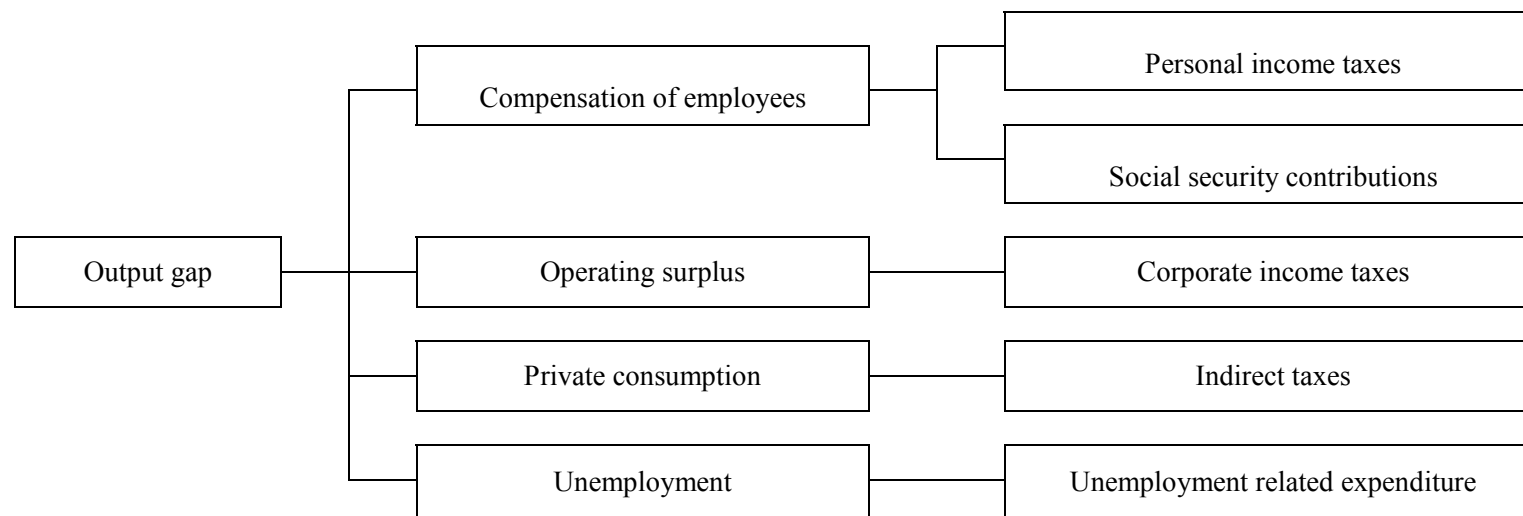 Output gap
Compensation of employees
Operating surplus
Private consumption
Unemployment
Personal income taxes
Social security contributions
Corporate income taxes
Indirect taxes
Unemployment related expenditure